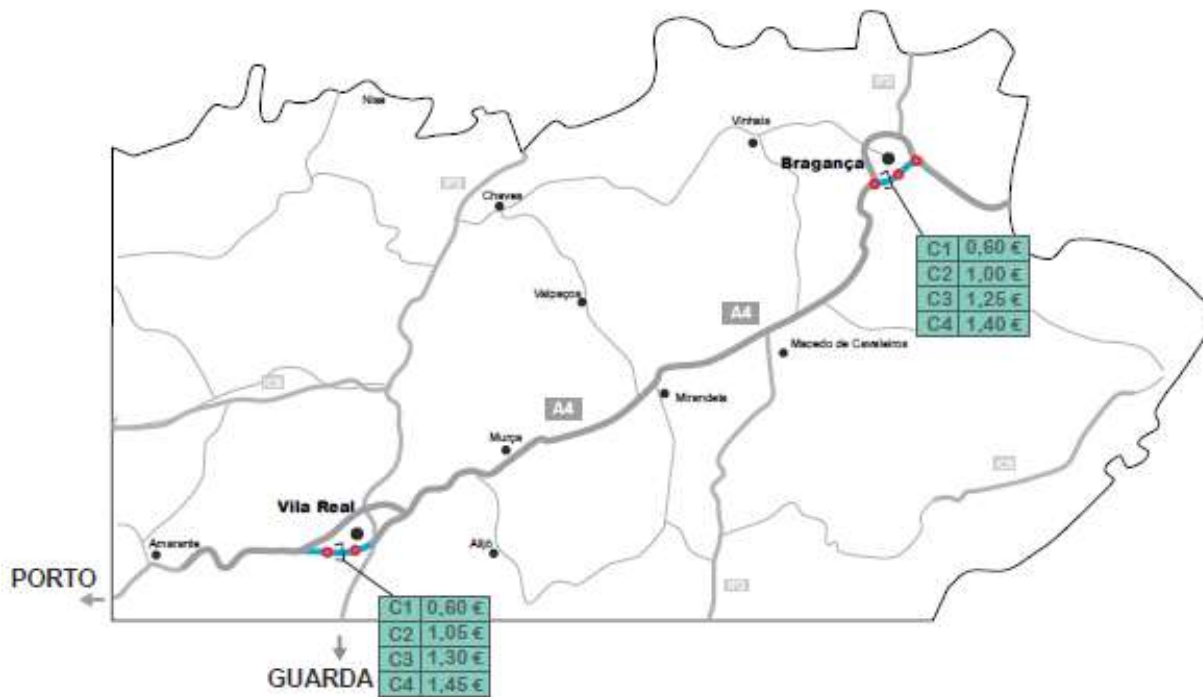 Vinhais
Bragança
Chaves
C1 0,60 €
C2 1,00 €
C3 1,25 €
C4 1,40 €
Valpaços
A4
Macedo de Cavaleiros
Mirandela
A4
Murça
Vila Real
Amarante
Alijó
PORTO
C1 0,60 €
C2 1,05 €
C3 1,30 €
C4 1,45 €
GUARDA